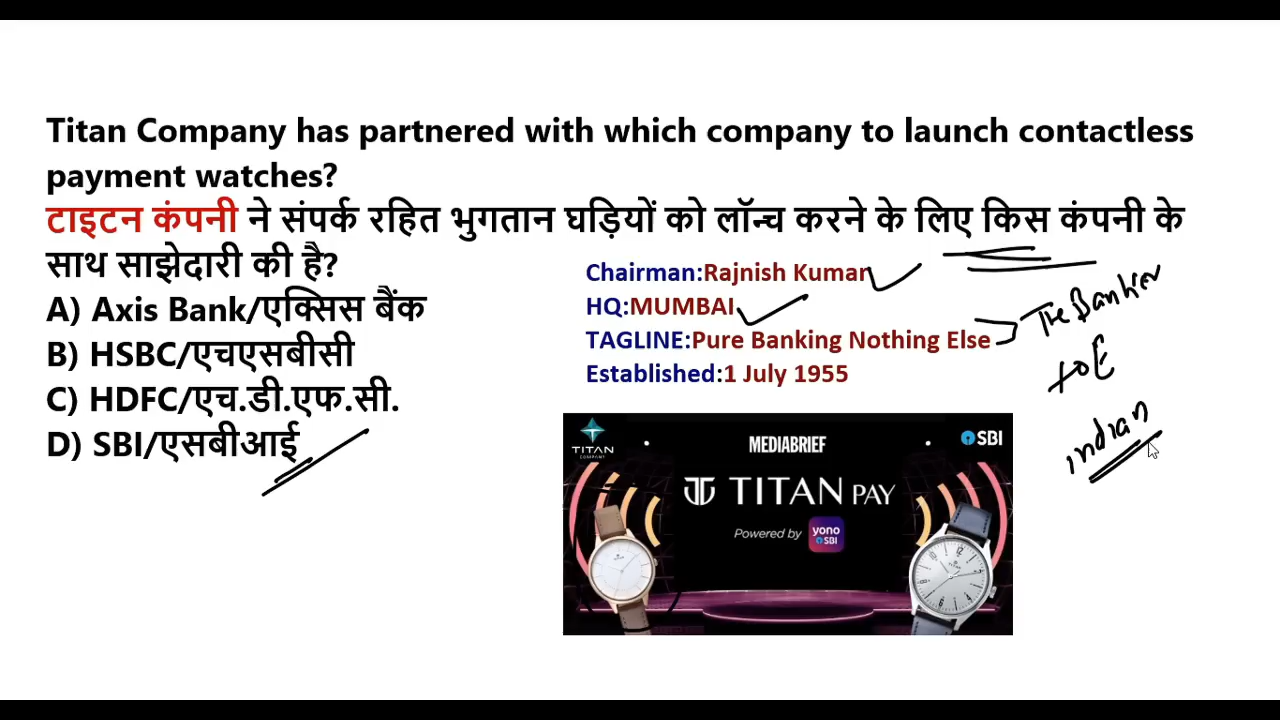 Titan Company has partnered with which company to launch contactless
payment watches?
टाइटन कंपनी ने संपर्क रहित भुगतान घड़ियों को लॉन्च करने के लिए किस कंपनी के
साथ साझेदारी की है?
A) Axis Bank/एक्सिस बैंक
B) HSBC/एचएसबीसी
C) HDFC/एच.डी.एफ.सी.
D) SBI/एसबीआई
Chairman:Rajnish Kumar
HQ:MUMBAI
TAGLINE:Pure Banking Nothing Else
Established:1 July 1955
The Banker
to E
indian
TITAN
COMPANY
MEDIABRIEF
SBI
TITAN PAY
Powered by yono
SBI